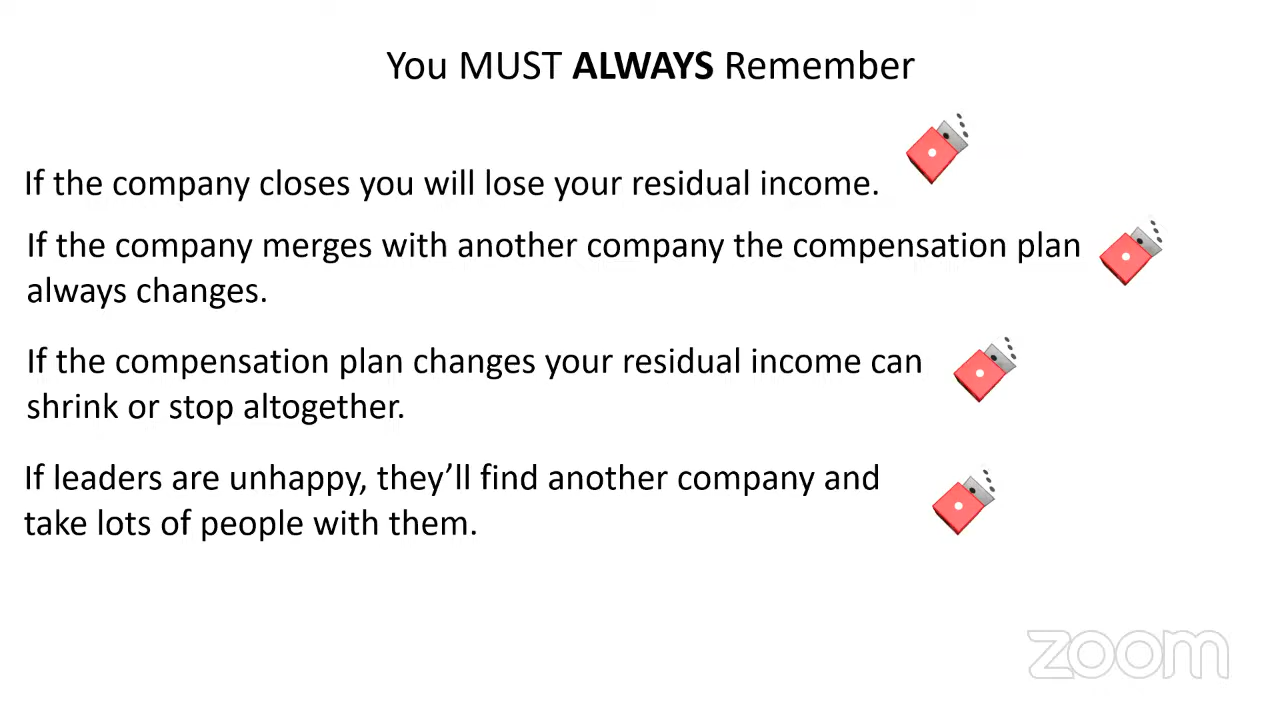 You MUST ALWAYS Remember
If the company closes you will lose your residual income.
If the company merges with another company the compensation plan
always changes.
If the compensation plan changes your residual income can
shrink or stop altogether.
If leaders are unhappy, they’ll find another company and
take lots of people with them.
zoom